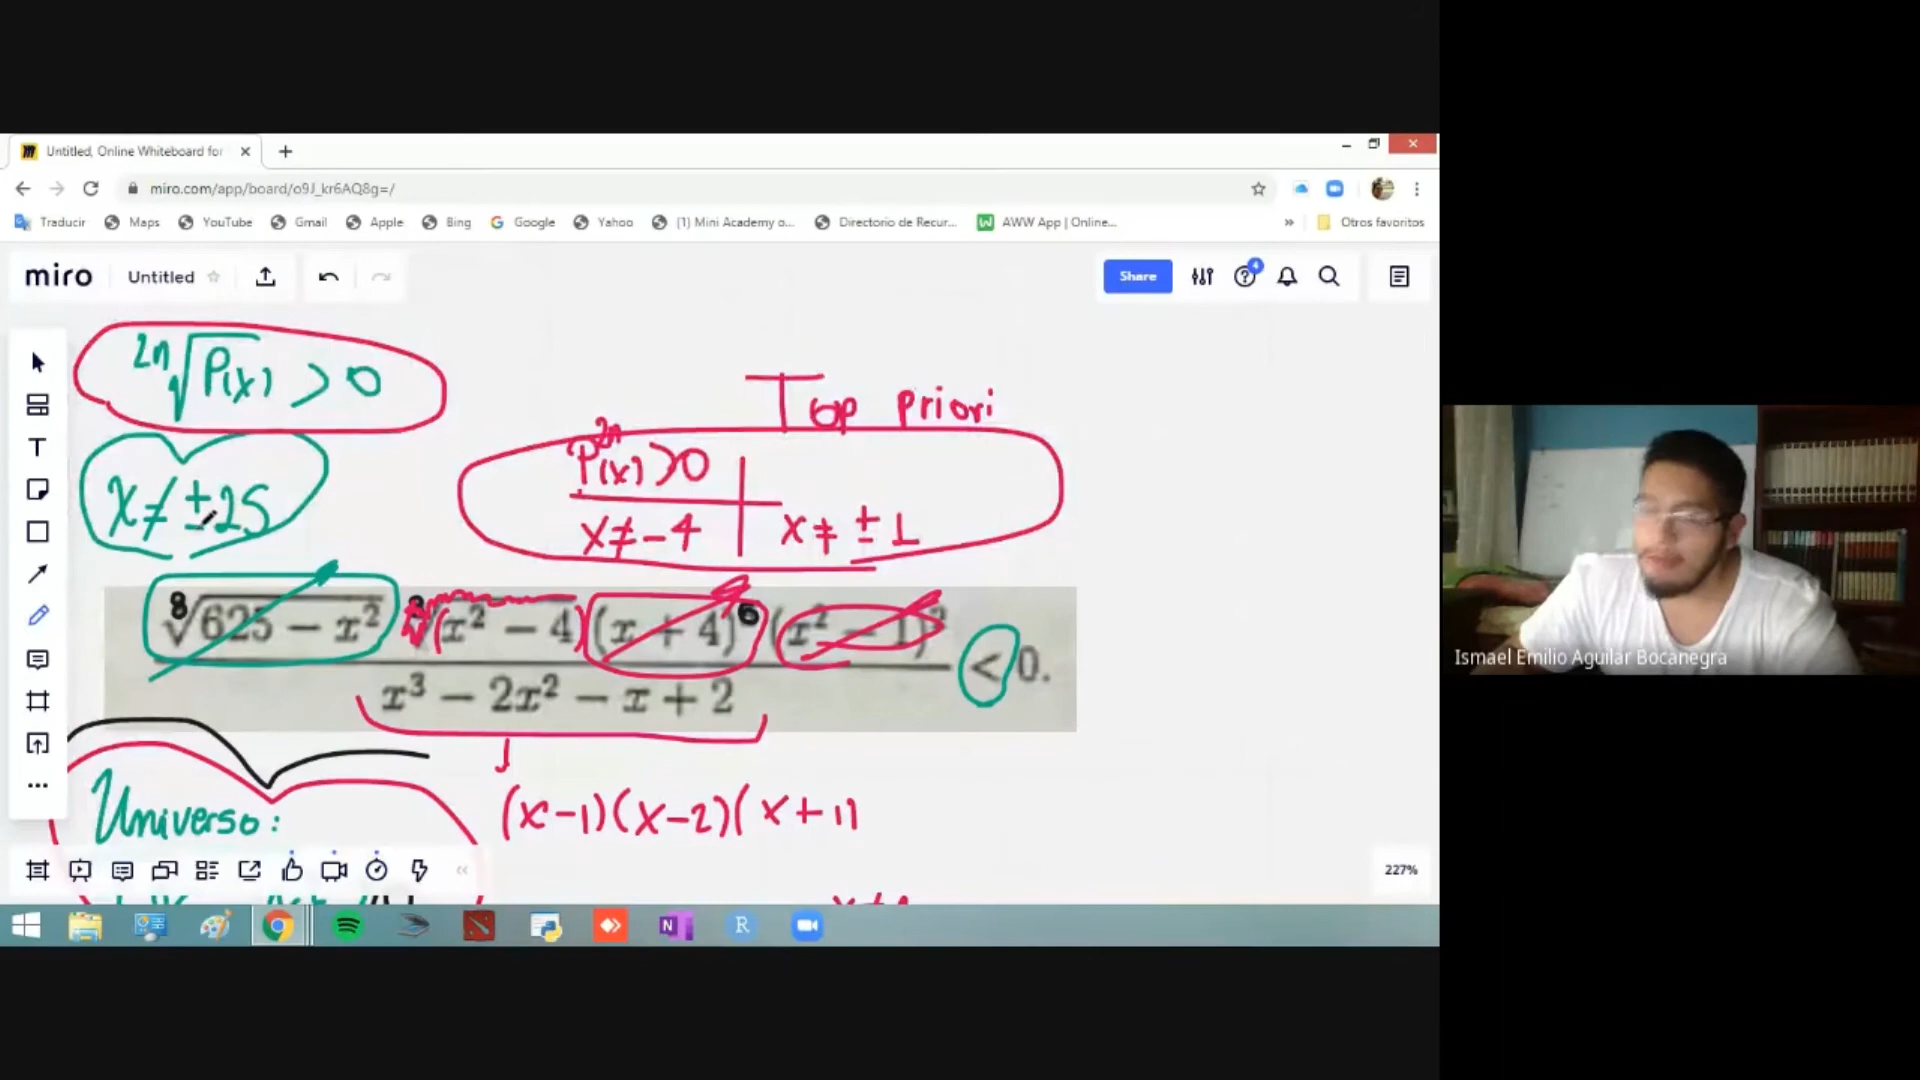 Untitled, Online Whiteboard for
miro.com/app/board/o9J_kr6AQ8g=/
Traducir Maps YouTube Gmail Apple Bing Google Yahoo (1) Mini Academy o... Directorio de Recur... AWW App | Online... » Otros favoritos
miro Untitled Share 4
2n√P(x) > 0
Top priori
P(x)^2n > 0
x ≠ ±25
x ≠ -4 x ≠ ±1
⁸√625 − x² (x² − 4) (x + 4)⁶ (x² − 1) < 0.
x³ − 2x² − x + 2
Universo:
(x-1)(x-2)(x+1)
227%
Ismael Emilio Aguilar Bocanegra